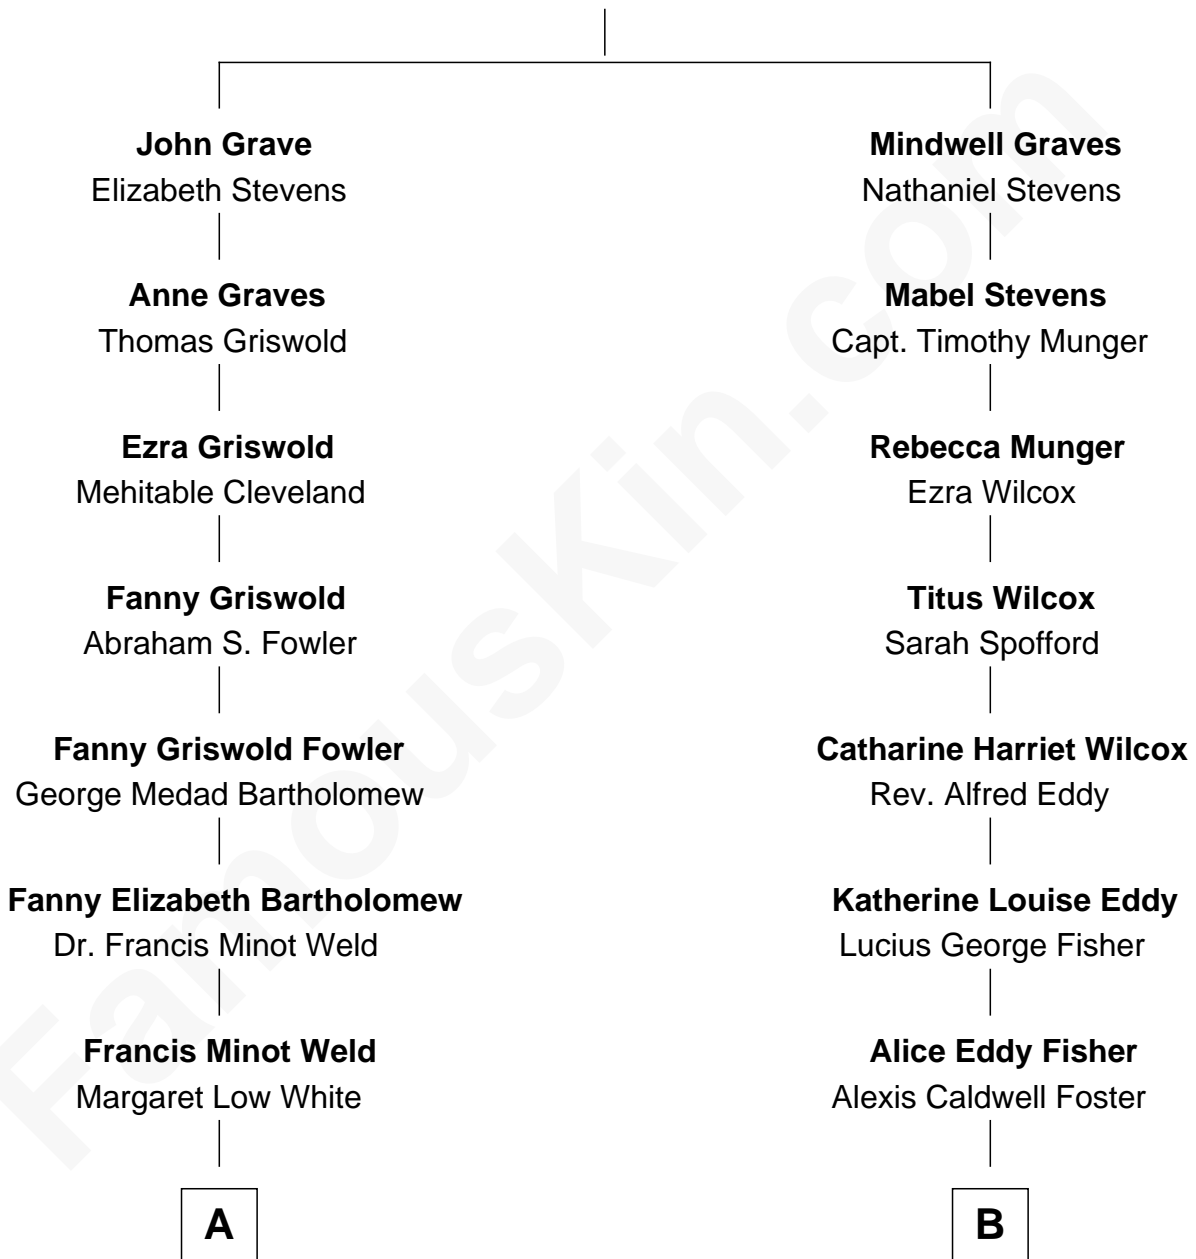 John Grave
Elizabeth Stevens
Anne Graves
Thomas Griswold
Ezra Griswold
Mehitable Cleveland
Fanny Griswold
Abraham S. Fowler
Fanny Griswold Fowler
George Medad Bartholomew
Fanny Elizabeth Bartholomew
Dr. Francis Minot Weld
Francis Minot Weld
Margaret Low White
A
Mindwell Graves
Nathaniel Stevens
Mabel Stevens
Capt. Timothy Munger
Rebecca Munger
Ezra Wilcox
Titus Wilcox
Sarah Spofford
Catharine Harriet Wilcox
Rev. Alfred Eddy
Katherine Louise Eddy
Lucius George Fisher
Alice Eddy Fisher
Alexis Caldwell Foster
B
FamousKin.com